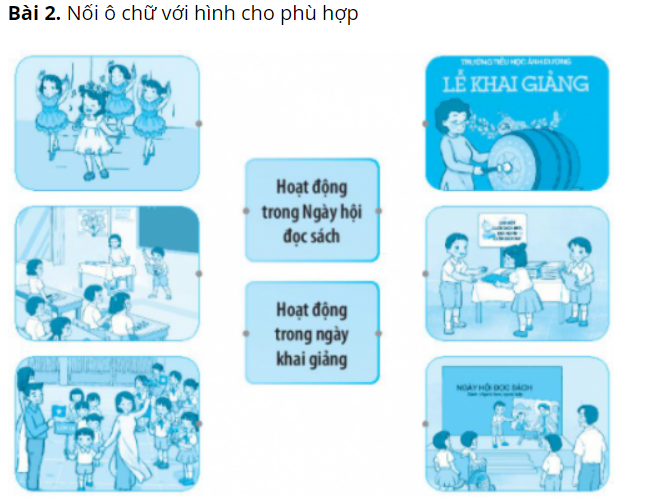 Bài 2. Nối ô chữ với hình cho phù hợp
TRƯỜNG TIỂU HỌC ÁNH DƯƠNG
LỄ KHAI GIẢNG
Hoạt động
trong Ngày hội
đọc sách
Hoạt động
trong ngày
khai giảng
NGÀY HỘI ĐỌC SÁCH